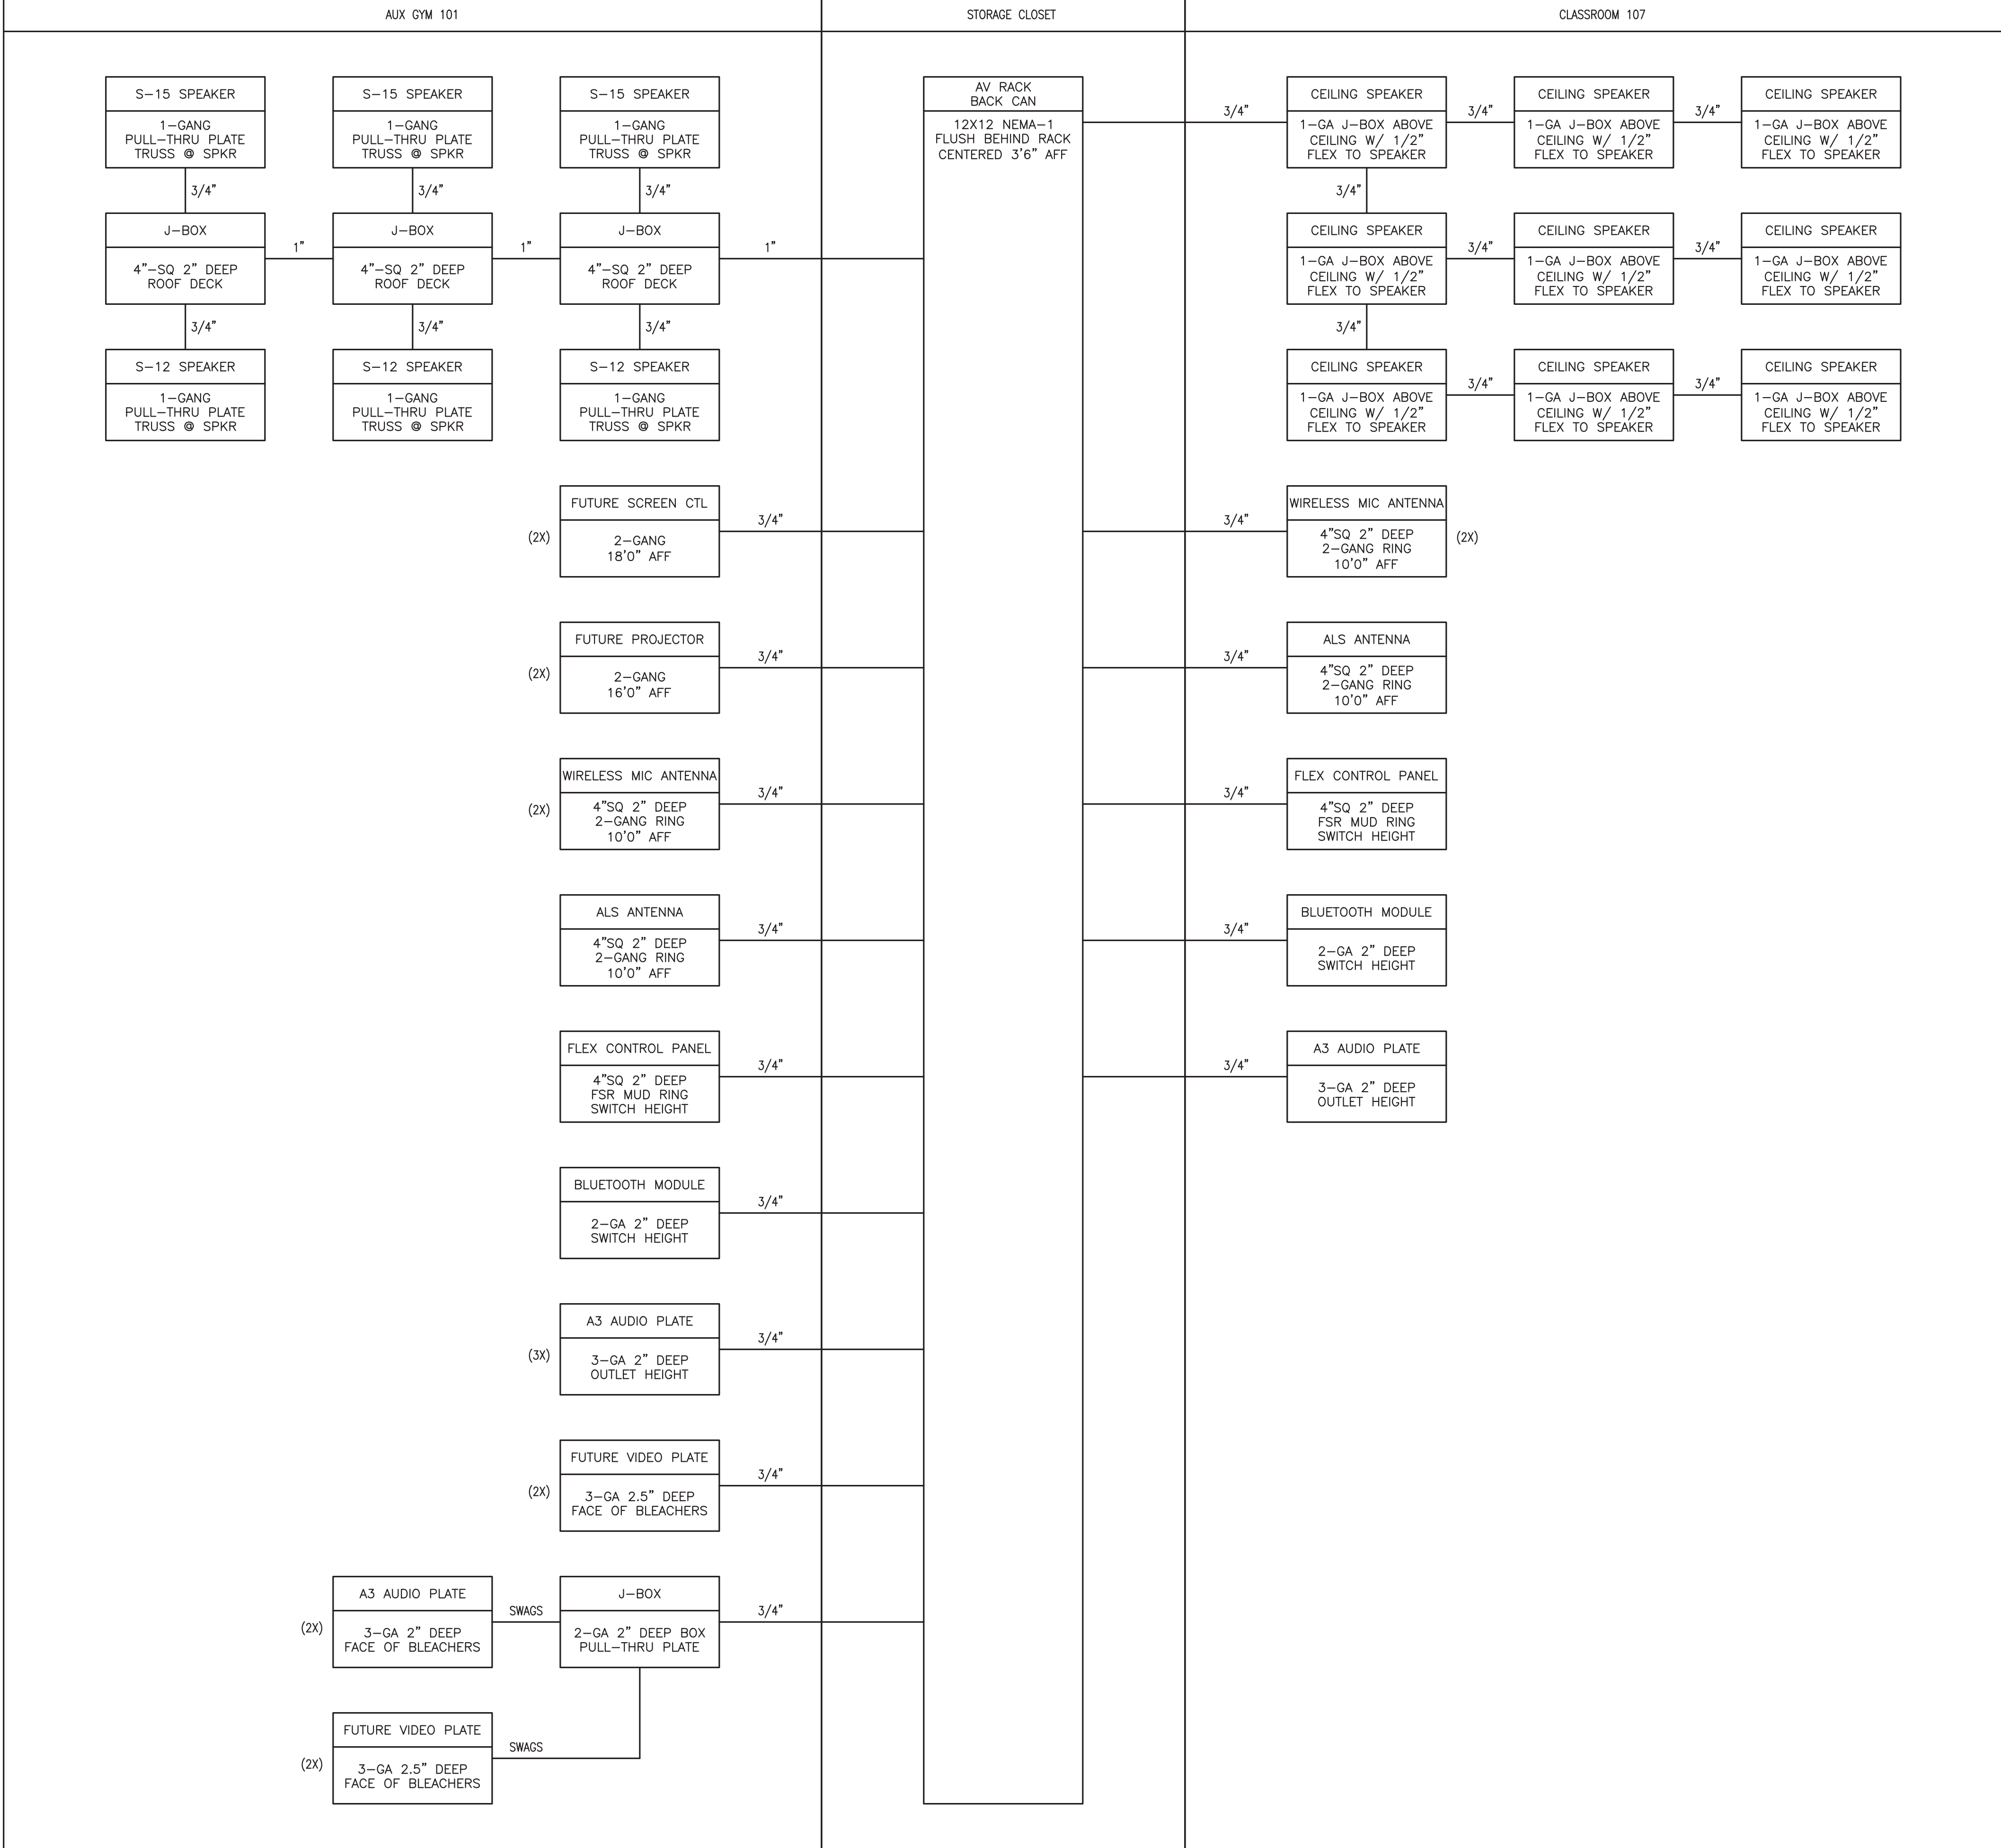 AUX GYM 101
STORAGE CLOSET
CLASSROOM 107
S-15 SPEAKER
1-GANG
PULL-THRU PLATE
TRUSS @ SPKR
S-15 SPEAKER
1-GANG
PULL-THRU PLATE
TRUSS @ SPKR
S-15 SPEAKER
1-GANG
PULL-THRU PLATE
TRUSS @ SPKR
3/4"
3/4"
3/4"
J-BOX
4"-SQ 2" DEEP
ROOF DECK
1"
J-BOX
4"-SQ 2" DEEP
ROOF DECK
1"
J-BOX
4"-SQ 2" DEEP
ROOF DECK
1"
3/4"
3/4"
3/4"
S-12 SPEAKER
1-GANG
PULL-THRU PLATE
TRUSS @ SPKR
S-12 SPEAKER
1-GANG
PULL-THRU PLATE
TRUSS @ SPKR
S-12 SPEAKER
1-GANG
PULL-THRU PLATE
TRUSS @ SPKR
FUTURE SCREEN CTL
(2X)
2-GANG
18'0" AFF
3/4"
FUTURE PROJECTOR
(2X)
2-GANG
16'0" AFF
3/4"
WIRELESS MIC ANTENNA
(2X)
4"SQ 2" DEEP
2-GANG RING
10'0" AFF
3/4"
ALS ANTENNA
4"SQ 2" DEEP
2-GANG RING
10'0" AFF
3/4"
FLEX CONTROL PANEL
4"SQ 2" DEEP
FSR MUD RING
SWITCH HEIGHT
3/4"
BLUETOOTH MODULE
2-GA 2" DEEP
SWITCH HEIGHT
3/4"
A3 AUDIO PLATE
(3X)
3-GA 2" DEEP
OUTLET HEIGHT
3/4"
FUTURE VIDEO PLATE
(2X)
3-GA 2.5" DEEP
FACE OF BLEACHERS
3/4"
A3 AUDIO PLATE
(2X)
3-GA 2" DEEP
FACE OF BLEACHERS
SWAGS
J-BOX
2-GA 2" DEEP BOX
PULL-THRU PLATE
3/4"
FUTURE VIDEO PLATE
(2X)
3-GA 2.5" DEEP
FACE OF BLEACHERS
SWAGS
AV RACK
BACK CAN
12X12 NEMA-1
FLUSH BEHIND RACK
CENTERED 3'6" AFF
3/4"
CEILING SPEAKER
1-GA J-BOX ABOVE
CEILING W/ 1/2"
FLEX TO SPEAKER
3/4"
CEILING SPEAKER
1-GA J-BOX ABOVE
CEILING W/ 1/2"
FLEX TO SPEAKER
3/4"
CEILING SPEAKER
1-GA J-BOX ABOVE
CEILING W/ 1/2"
FLEX TO SPEAKER
3/4"
CEILING SPEAKER
1-GA J-BOX ABOVE
CEILING W/ 1/2"
FLEX TO SPEAKER
3/4"
CEILING SPEAKER
1-GA J-BOX ABOVE
CEILING W/ 1/2"
FLEX TO SPEAKER
3/4"
CEILING SPEAKER
1-GA J-BOX ABOVE
CEILING W/ 1/2"
FLEX TO SPEAKER
3/4"
CEILING SPEAKER
1-GA J-BOX ABOVE
CEILING W/ 1/2"
FLEX TO SPEAKER
3/4"
CEILING SPEAKER
1-GA J-BOX ABOVE
CEILING W/ 1/2"
FLEX TO SPEAKER
3/4"
CEILING SPEAKER
1-GA J-BOX ABOVE
CEILING W/ 1/2"
FLEX TO SPEAKER
3/4"
WIRELESS MIC ANTENNA
4"SQ 2" DEEP
2-GANG RING
10'0" AFF
(2X)
3/4"
ALS ANTENNA
4"SQ 2" DEEP
2-GANG RING
10'0" AFF
3/4"
FLEX CONTROL PANEL
4"SQ 2" DEEP
FSR MUD RING
SWITCH HEIGHT
3/4"
BLUETOOTH MODULE
2-GA 2" DEEP
SWITCH HEIGHT
3/4"
A3 AUDIO PLATE
3-GA 2" DEEP
OUTLET HEIGHT